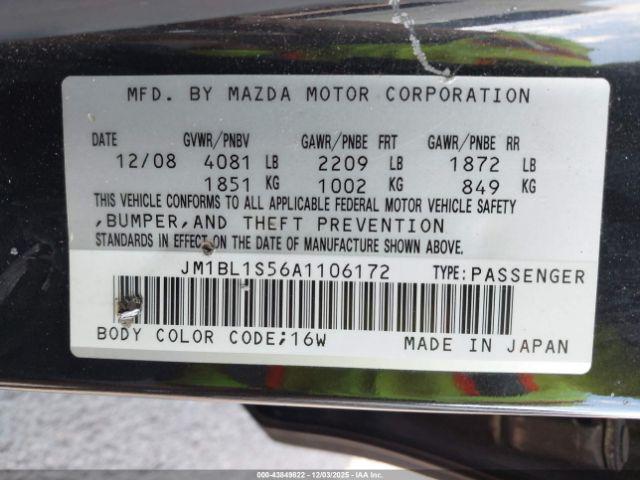 MFD. BY MAZDA MOTOR CORPORATION
DATE GVWR/PNBV GAWR/PNBE FRT GAWR/PNBE RR
12/08 4081 LB 2209 LB 1872 LB
1851 KG 1002 KG 849 KG
THIS VEHICLE CONFORMS TO ALL APPLICABLE FEDERAL MOTOR VEHICLE SAFETY
,BUMPER,AND THEFT PREVENTION
STANDARDS IN EFFECT ON THE DATE OF MANUFACTURE SHOWN ABOVE.
JM1BL1S56A1106172 TYPE:PASSENGER
BODY COLOR CODE;16W MADE IN JAPAN
000-43849822 - 12/03/2025 - Copart, Inc.